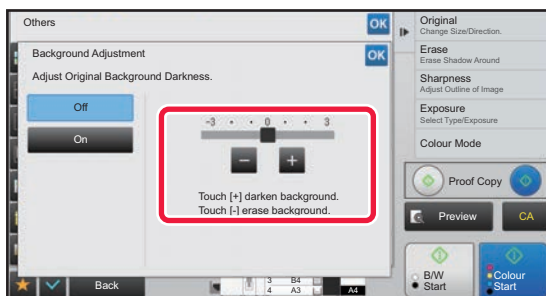 Others
OK
Background Adjustment
OK
Adjust Original Background Darkness.
Off
On
-3 0 3
Touch [+] darken background.
Touch [-] erase background.
Back
3 B4
4 A3
A4
Original
Change Size/Direction.
Erase
Erase Shadow Around
Sharpness
Adjust Outline of Image
Exposure
Select Type/Exposure
Colour Mode
Proof Copy
Preview
CA
B/W
Start
Colour
Start